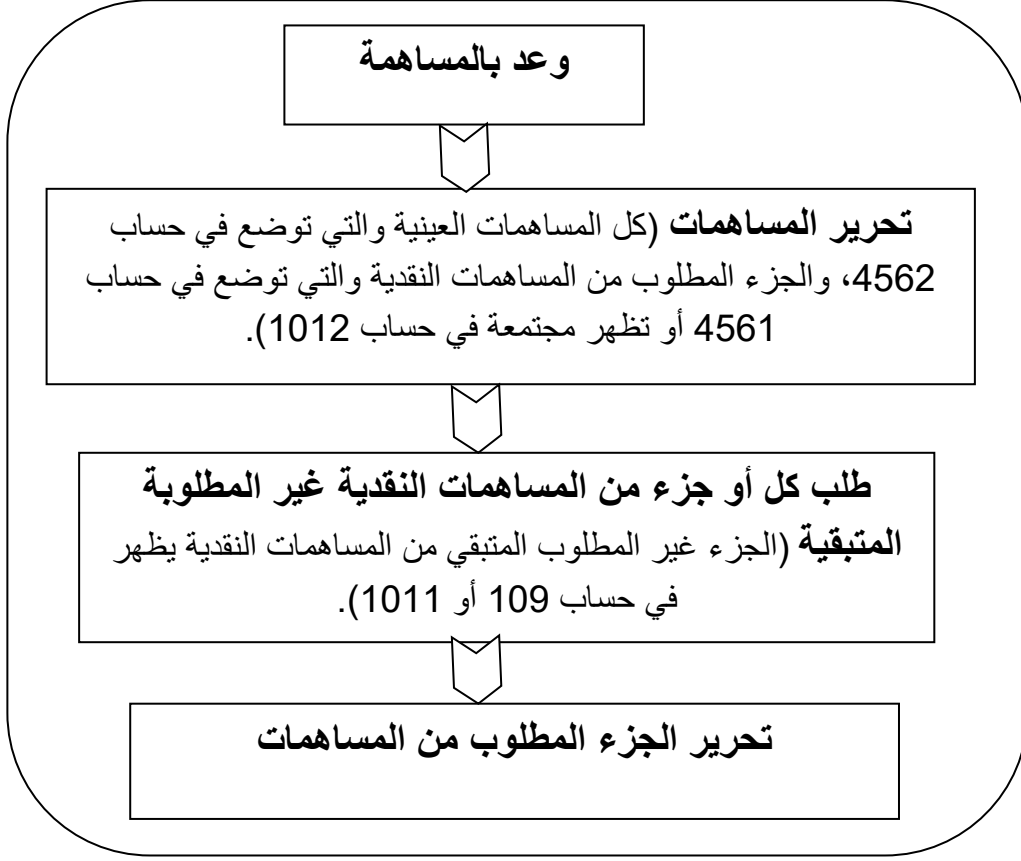 وعد بالمساهمة
تحرير المساهمات (كل المساهمات العينية والتي توضع في حساب
4562، والجزء المطلوب من المساهمات النقدية والتي توضع في حساب
4561 أو تظهر مجتمعة في حساب 1012).
طلب كل أو جزء من المساهمات النقدية غير المطلوبة
المتبقية (الجزء غير المطلوب المتبقي من المساهمات النقدية يظهر
في حساب 109 أو 1011).
تحرير الجزء المطلوب من المساهمات